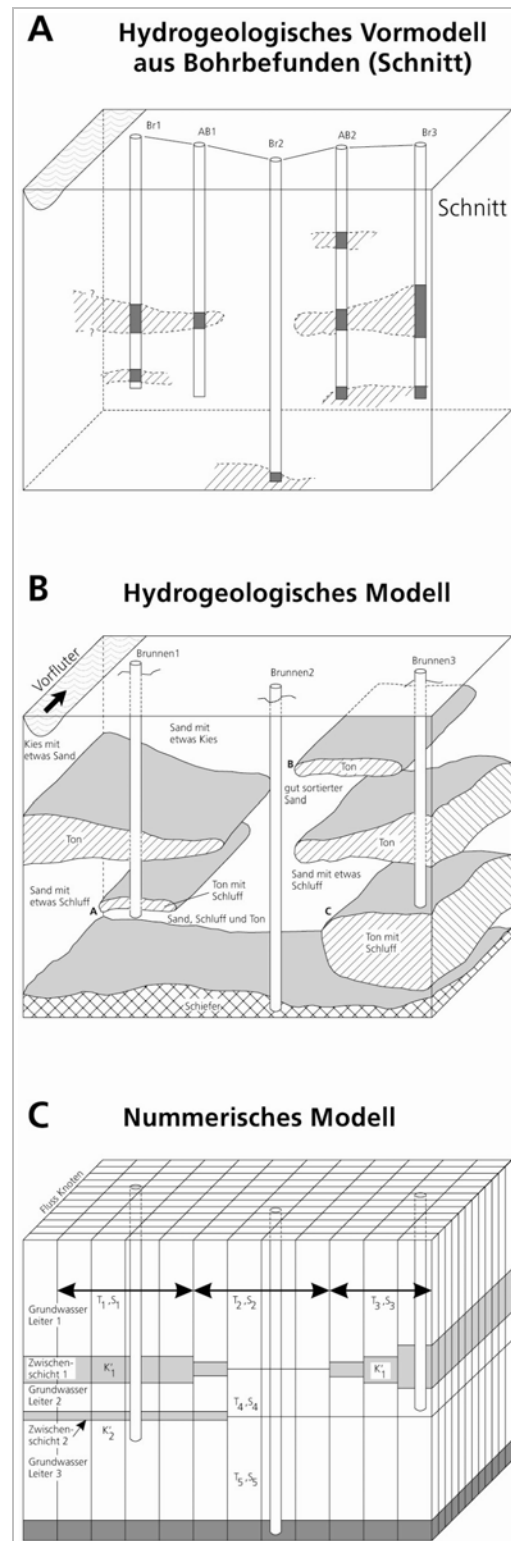 A
Hydrogeologisches Vormodell
aus Bohrbefunden (Schnitt)
Br1
AB1
Br2
AB2
Br3
Schnitt
?
?
B
Hydrogeologisches Modell
Vorfluter
Brunnen1
Brunnen2
Brunnen3
Kies mit
etwas Sand
Sand mit
etwas Kies
B
Ton
gut sortierter
Sand
Ton
Ton
Sand mit etwas
Schluff
Sand mit
etwas Schluff
A
Ton mit
Schluff
Sand, Schluff und Ton
C
Ton mit
Schluff
Schiefer
C
Nummerisches Modell
Fluss Knoten
T₁,S₁
T₂,S₂
T₃,S₃
Grundwasser
Leiter 1
Zwischen-
schicht 1
K'₁
K'₁
Grundwasser
Leiter 2
T₄,S₄
Zwischen-
schicht 2
K'₂
Grundwasser
Leiter 3
T₅,S₅